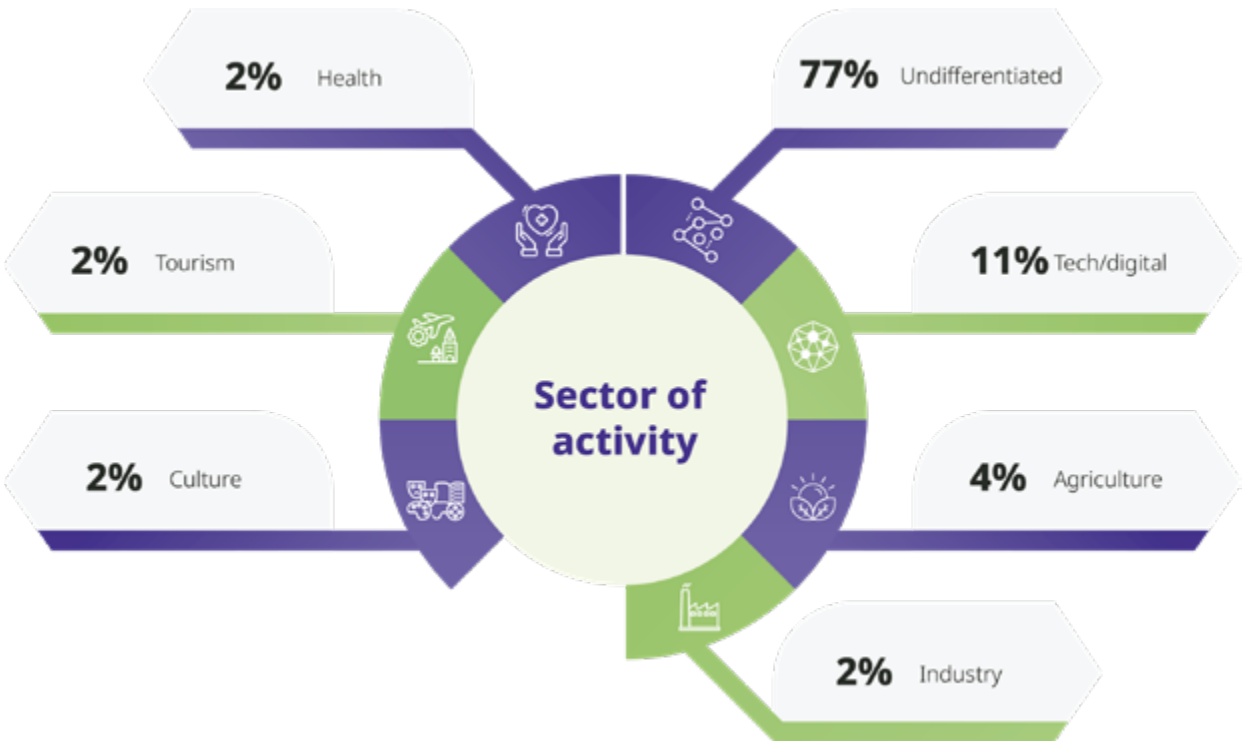 2% Health
77% Undifferentiated
2% Tourism
11% Tech/digital
Sector of
activity
2% Culture
4% Agriculture
2% Industry